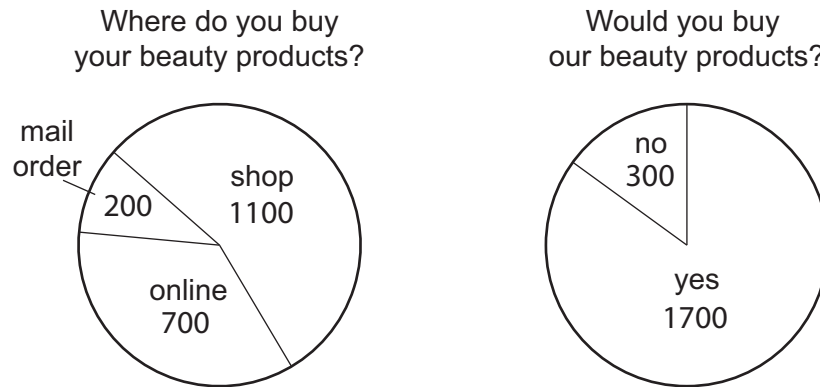 Where do you buy
your beauty products?
mail
order
200
shop
1100
online
700
Would you buy
our beauty products?
no
300
yes
1700